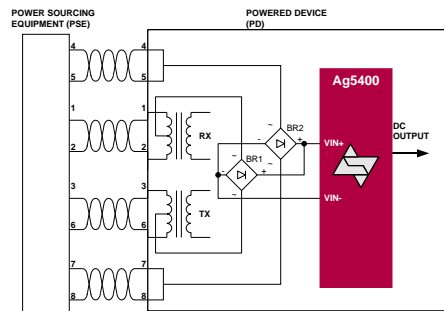 POWER SOURCING
EQUIPMENT (PSE)
POWERED DEVICE
(PD)
4 4
5 5
1 1
2 2
RX
3 3
6 6
TX
7 7
8 8
~
BR2
- +
~
~
BR1
- +
~
Ag5400
VIN+
VIN-
DC
OUTPUT